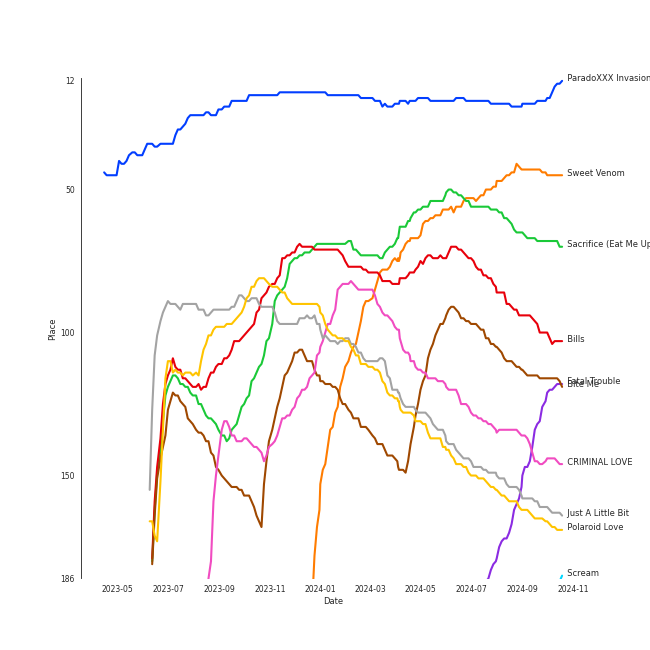 12
50
100
150
186
Place
2023-05
2023-07
2023-09
2023-11
2024-01
2024-03
2024-05
2024-07
2024-09
2024-11
Date
ParadoXXX Invasion
Sweet Venom
Sacrifice (Eat Me Up
Bills
Fatal Trouble
Bite Me
CRIMINAL LOVE
Just A Little Bit
Polaroid Love
Scream